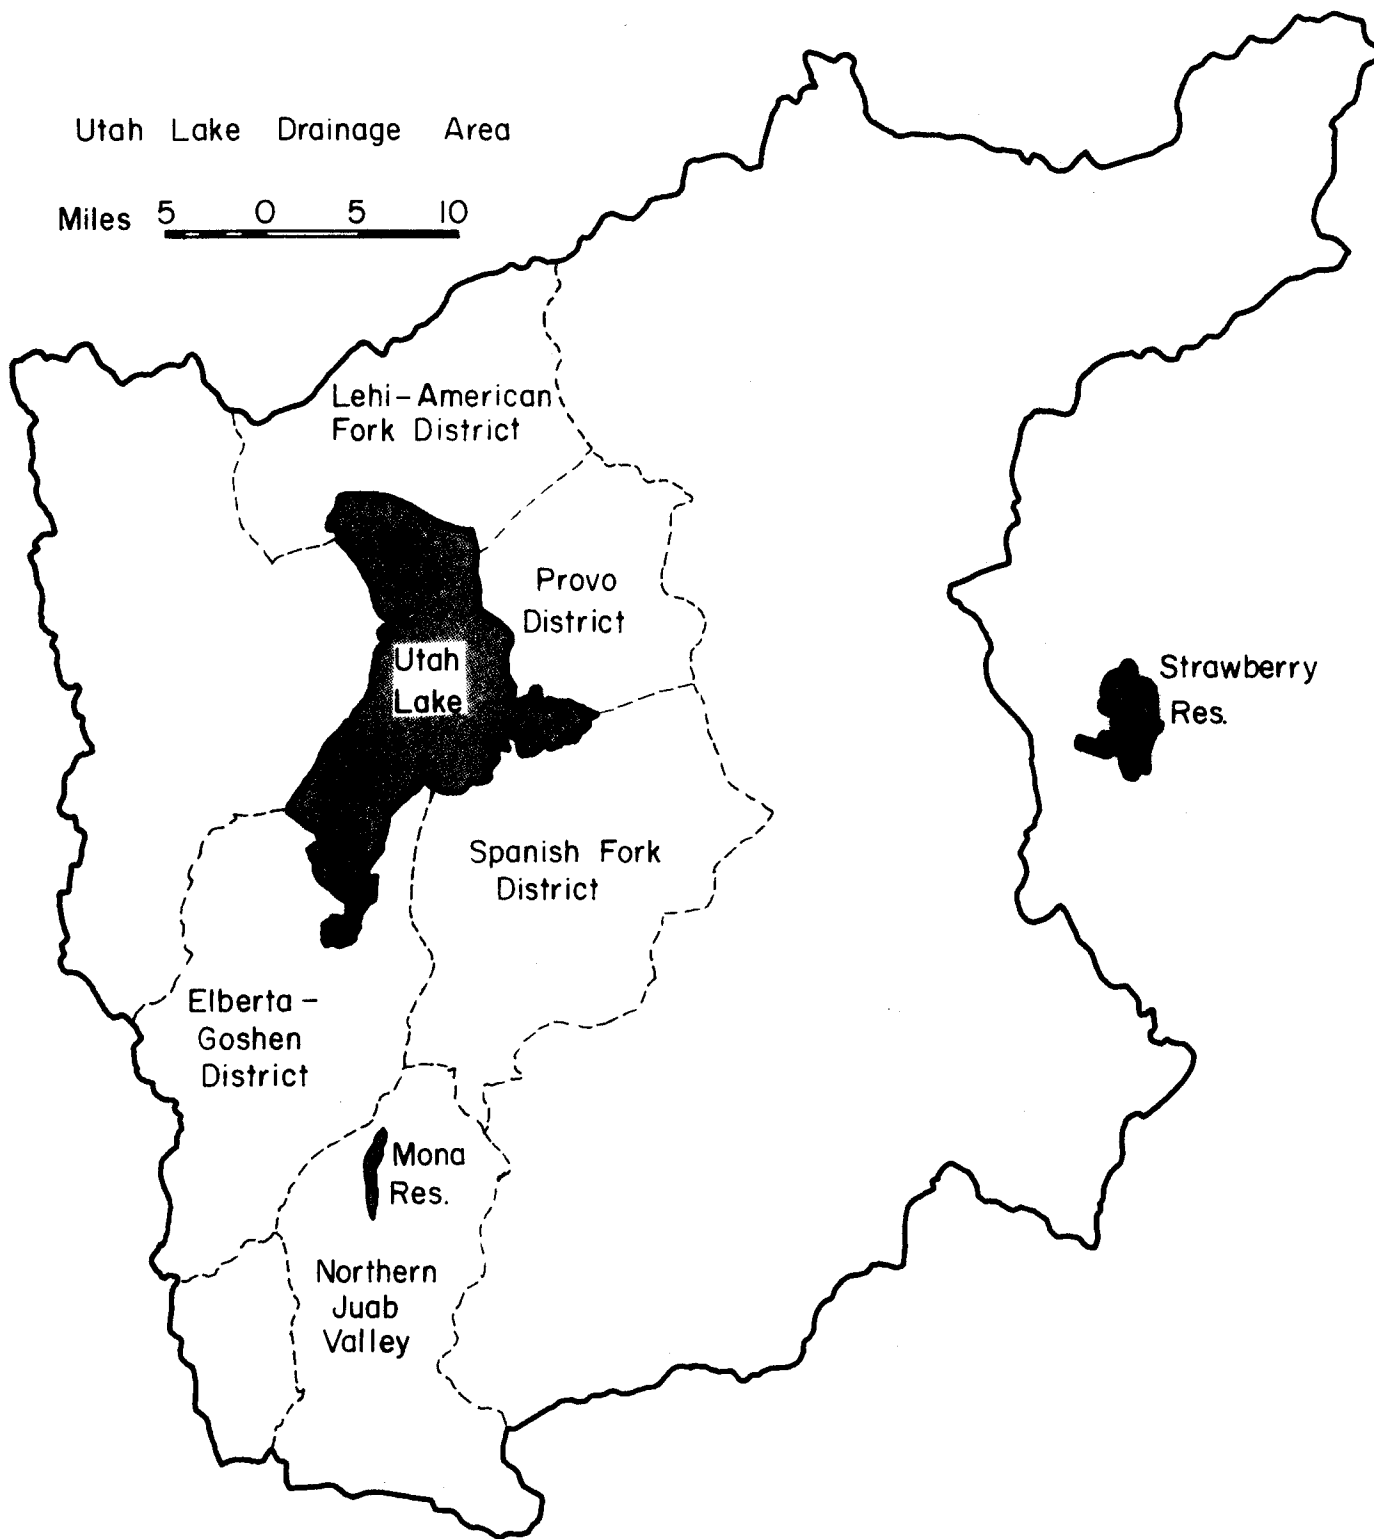 Utah Lake Drainage Area
Miles 5 0 5 10
Lehi-American
Fork District
Provo
District
Utah
Lake
Strawberry
Res.
Spanish Fork
District
Elberta-
Goshen
District
Mona
Res.
Northern
Juab
Valley